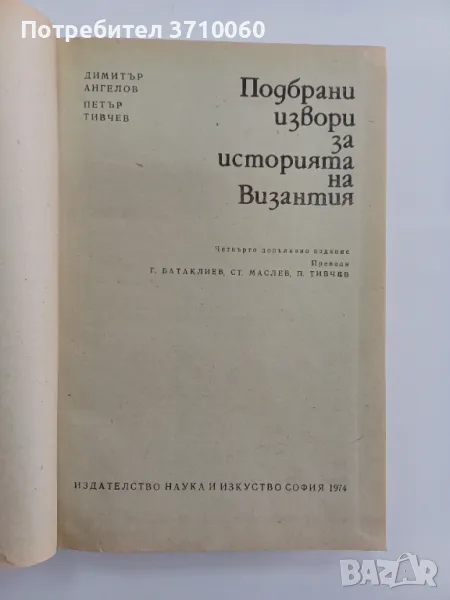 Потребител 3710060
ДИМИТЪР
АНГЕЛОВ
ПЕТЪР
ТИВЧЕВ
Подбрани
извори
за
историята
на
Византия
Четвърто допълнено издание
Превели
Г. БАТАКЛИЕВ, СТ. МАСЛЕВ, П. ТИВЧЕВ
ИЗДАТЕЛСТВО НАУКА И ИЗКУСТВО СОФИЯ 1974
BAZAR